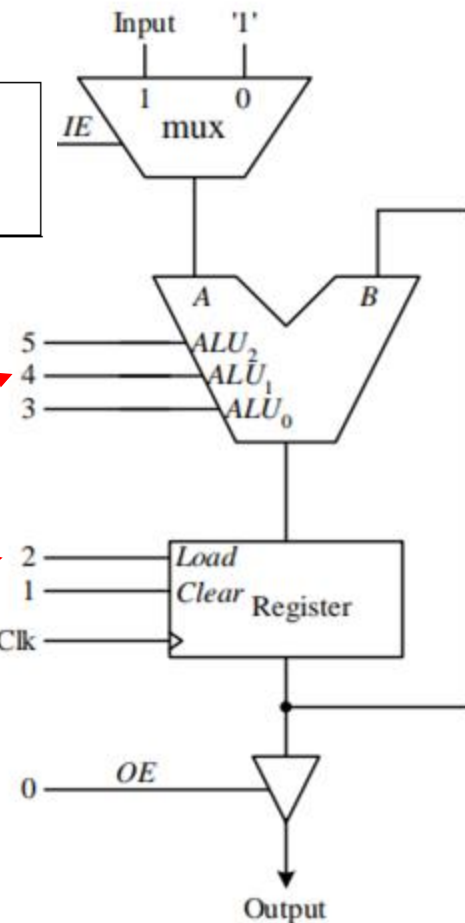 Input '1'
1 0
IE mux
A B
5 ALU2
4 ALU1
3 ALU0
2 Load
1 Clear Register
Clk
0 OE
Output